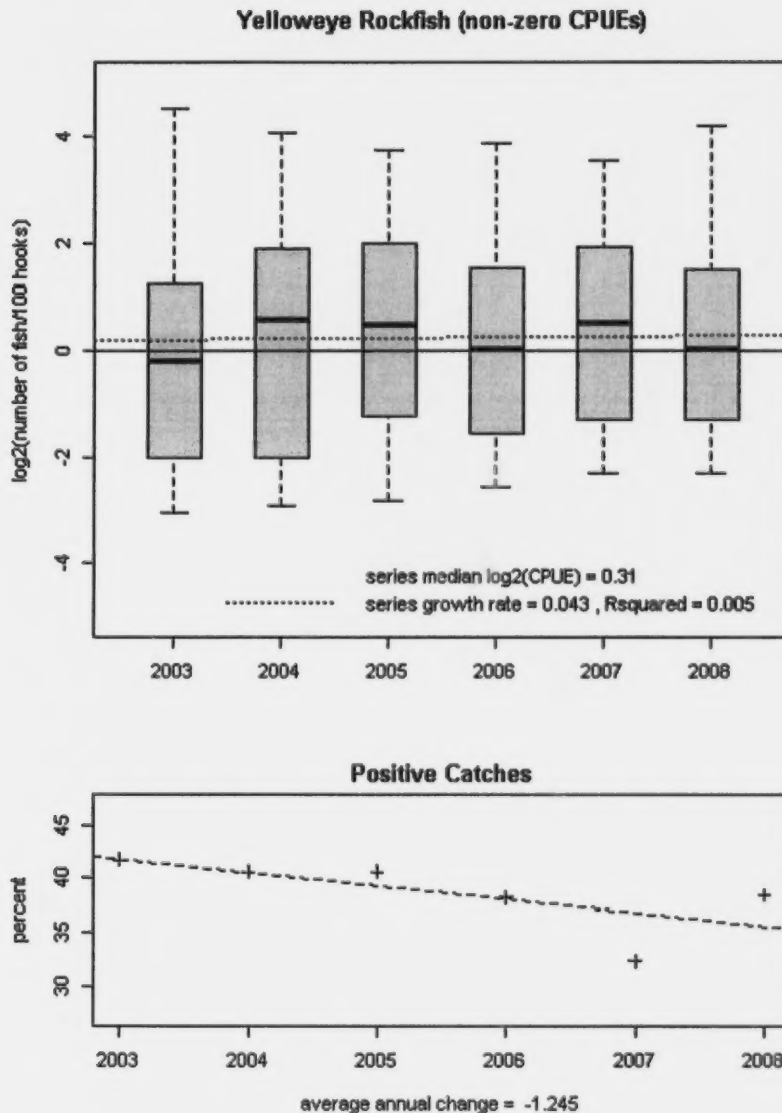 Yelloweye Rockfish (non-zero CPUEs)
log2(number of fish/100 hooks)
4
2
0
-2
-4
series median log2(CPUE) = 0.31
series growth rate = 0.043 , Rsquared = 0.005
2003 2004 2005 2006 2007 2008
Positive Catches
percent
45
40
35
30
2003 2004 2005 2006 2007 2008
average annual change = -1.245